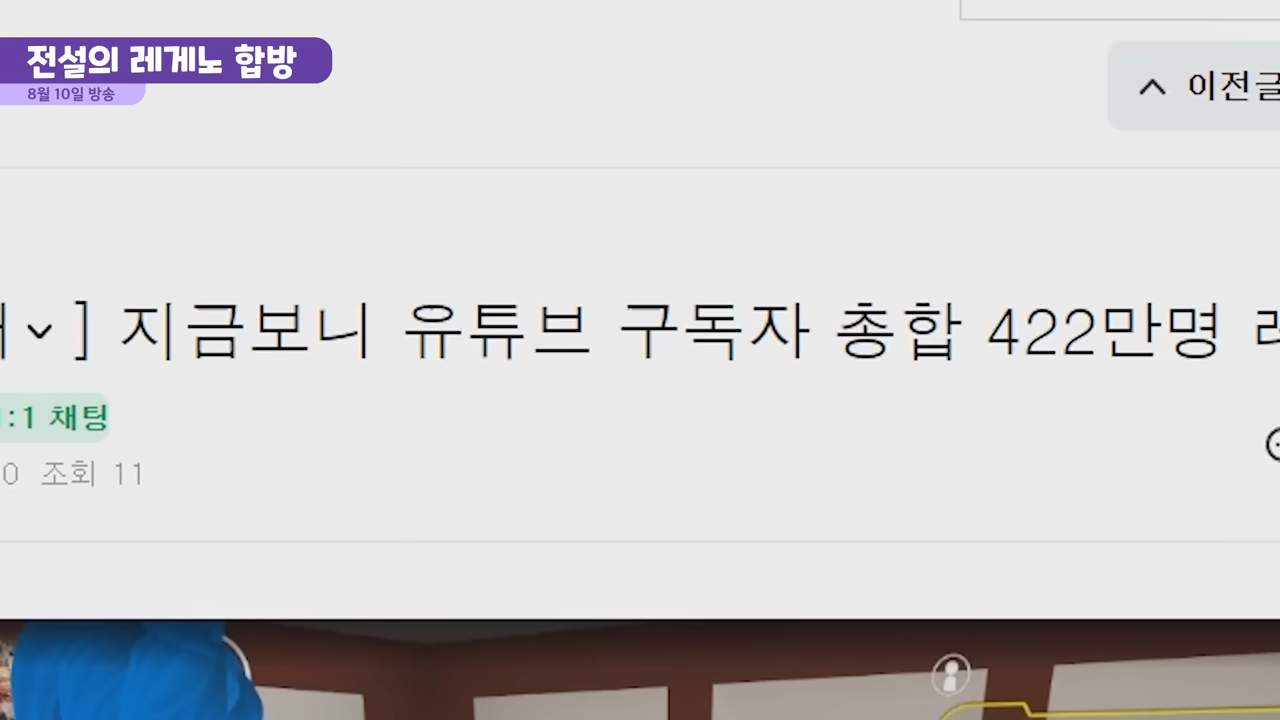 전설의 레게노 합방
8월 10일 방송
이전글
] 지금보니 유튜브 구독자 총합 422만명
:1 채팅
0 조회 11